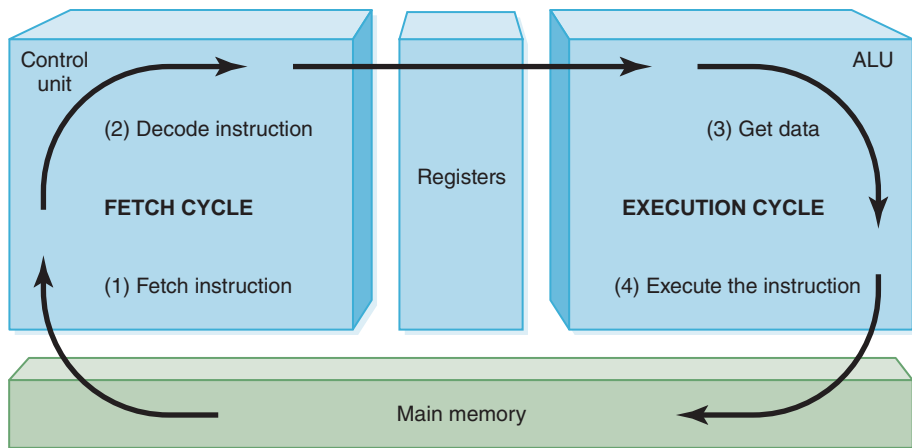 Control
unit
ALU
(2) Decode instruction
(3) Get data
Registers
FETCH CYCLE
EXECUTION CYCLE
(1) Fetch instruction
(4) Execute the instruction
Main memory